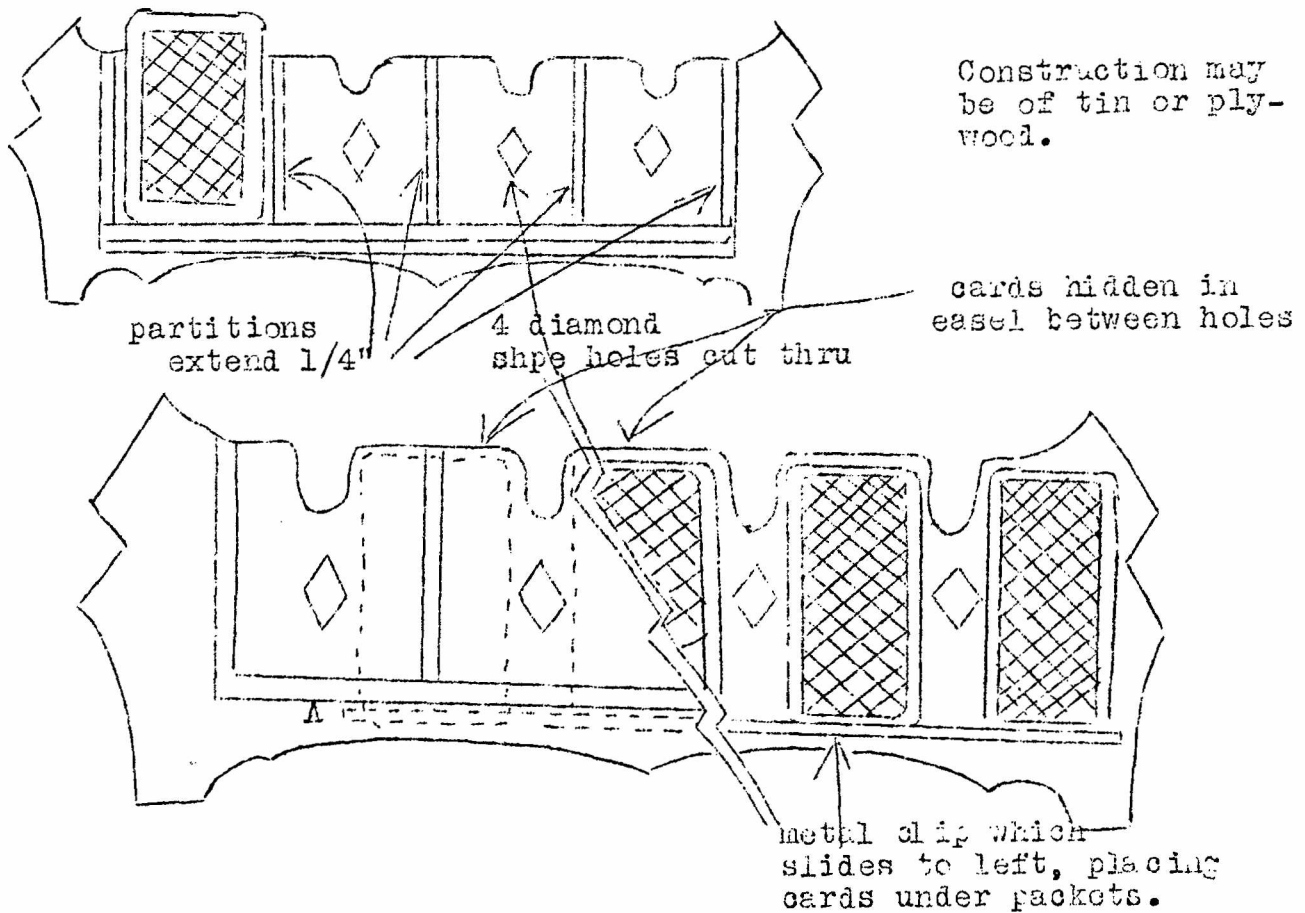 Construction may
be of tin or ply-
wood.
cards hidden in
easel between holes
partitions
extend 1/4"
4 diamond
shpe holes cut thru
A
metal clip which
slides to left, placing
cards under packets.